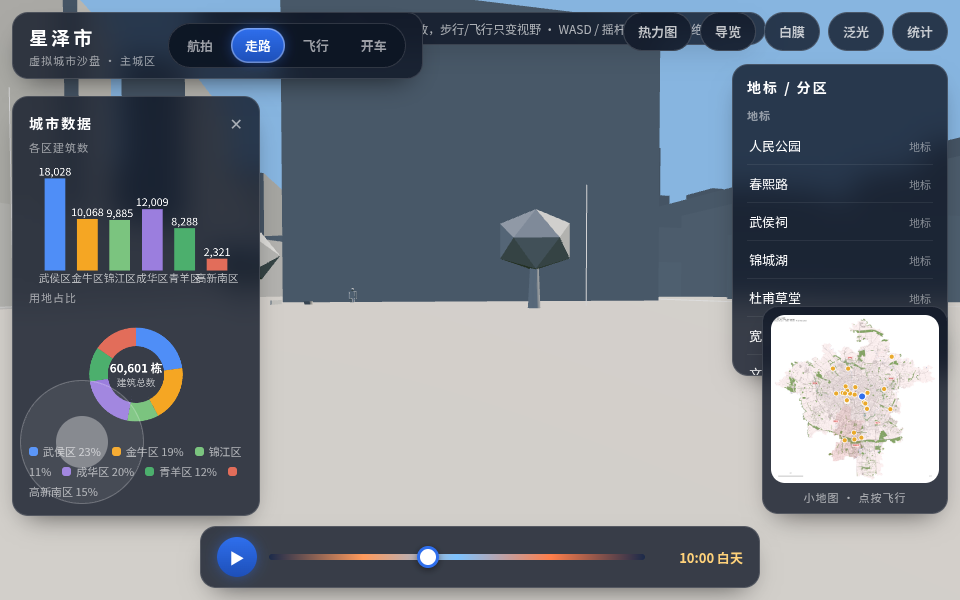 星泽市
虚拟城市沙盘 · 主城区
航拍
走路
飞行
开车
，步行/飞行只变视野 · WASD / 摇杆
热力图
导览
白膜
泛光
统计
城市数据
×
各区建筑数
18,028
10,068
9,885
12,009
8,288
2,321
武侯区
金牛区
锦江区
成华区
青羊区
高新南区
用地占比
60,601 栋
建筑总数
武侯区 23% 金牛区 19% 锦江区
11% 成华区 20% 青羊区 12%
高新南区 15%
地标 / 分区
地标
人民公园 地标
春熙路 地标
武侯祠 地标
锦城湖 地标
杜甫草堂 地标
宽
小地图 · 点按飞行
10:00 白天